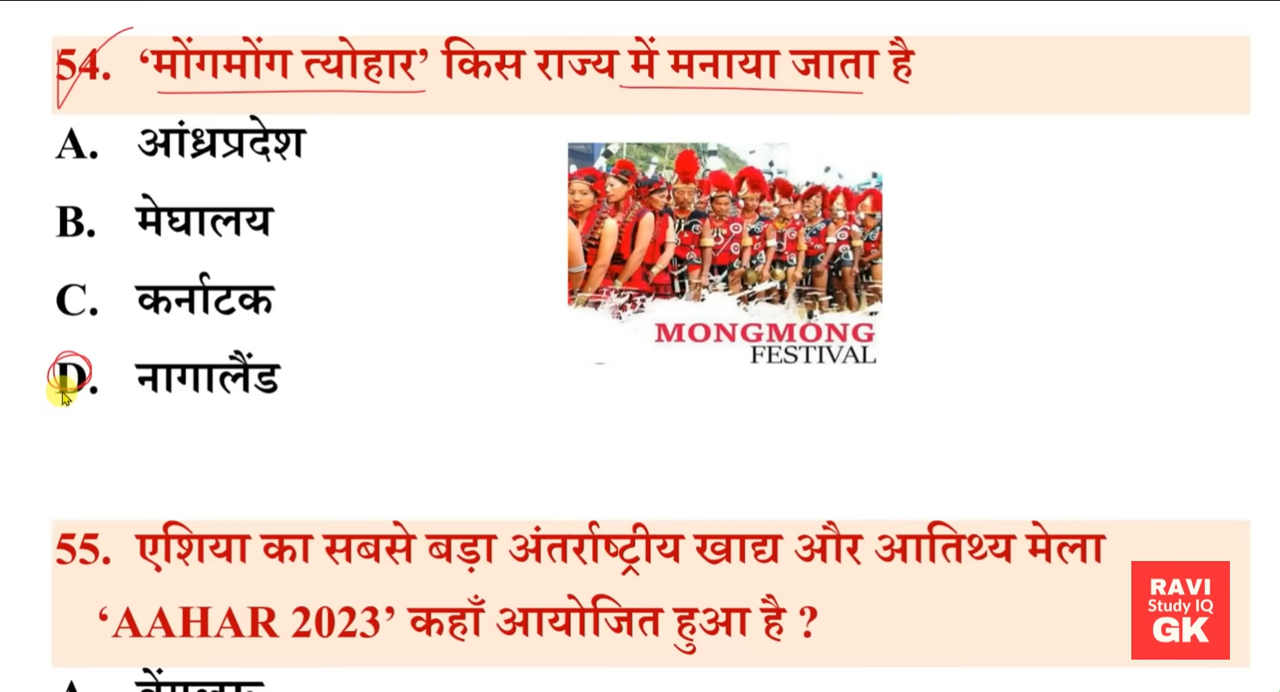 54. ‘मोंगमोंग त्योहार’ किस राज्य में मनाया जाता है
A. आंध्रप्रदेश
B. मेघालय
C. कर्नाटक
D. नागालैंड
MONGMONG
FESTIVAL
55. एशिया का सबसे बड़ा अंतर्राष्ट्रीय खाद्य और आतिथ्य मेला
‘AAHAR 2023’ कहाँ आयोजित हुआ है ?
RAVI
Study IQ
GK